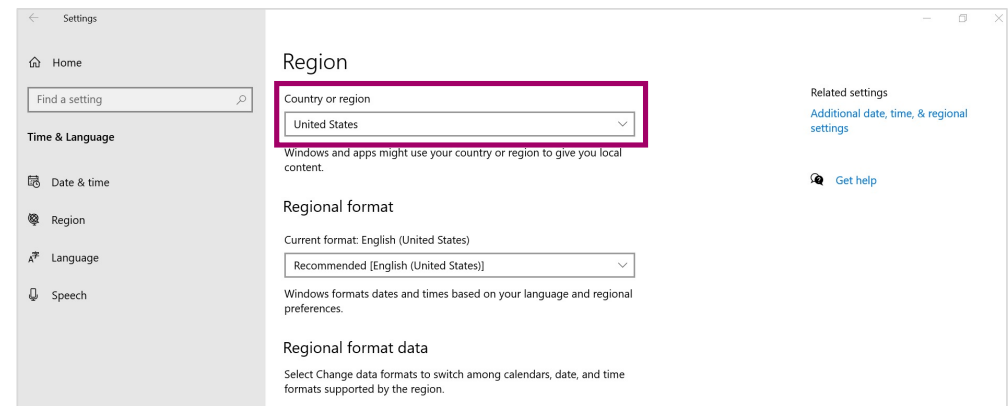 Settings
Home
Find a setting
Time & Language
Date & time
Region
Language
Speech
Region
Country or region
United States
Windows and apps might use your country or region to give you local
content.
Regional format
Current format: English (United States)
Recommended [English (United States)]
Windows formats dates and times based on your language and regional
preferences.
Regional format data
Select Change data formats to switch among calendars, date, and time
formats supported by the region.
Related settings
Additional date, time, & regional
settings
Get help